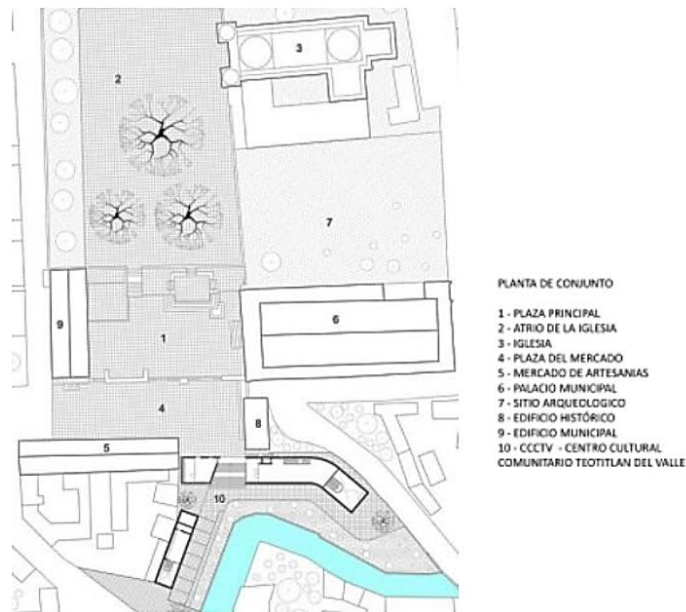 3
2
7
9
6
1
4
8
5
10
PLANTA DE CONJUNTO
1 - PLAZA PRINCIPAL
2 - ATRIO DE LA IGLESIA
3 - IGLESIA
4 - PLAZA DEL MERCADO
5 - MERCADO DE ARTESANIAS
6 - PALACIO MUNICIPAL
7 - SITIO ARQUEOLOGICO
8 - EDIFICIO HISTÓRICO
9 - EDIFICIO MUNICIPAL
10 - CCCTV - CENTRO CULTURAL
COMUNITARIO TEOTITLAN DEL VALLE